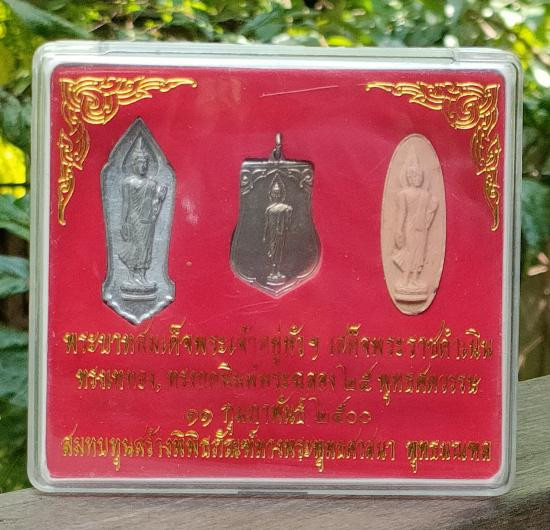 พระบาทสมเด็จพระเจ้าอยู่หัวฯ เสด็จพระราชดำเนิน
ทรงเททอง, ทรงกดพิมพ์พระฉลอง ๒๕ พุทธศตวรรษ
๑๑ กุมภาพันธ์ ๒๕๐๐
สมทบทุนสร้างพิพิธภัณฑ์ทางพระพุทธศาสนา พุทธมณฑล